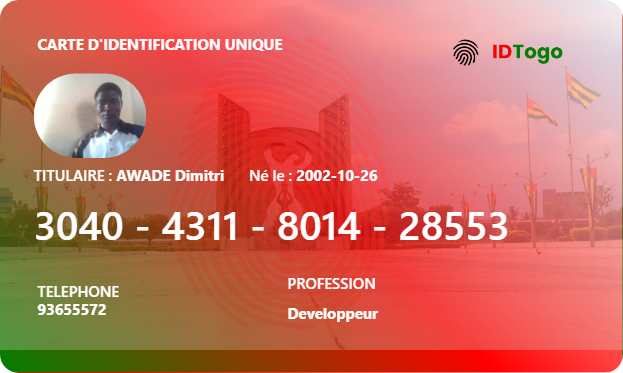 CARTE D'IDENTIFICATION UNIQUE
IDTogo
TITULAIRE : AWADE Dimitri Né le : 2002-10-26
3040 - 4311 - 8014 - 28553
TELEPHONE
93655572
PROFESSION
Developpeur